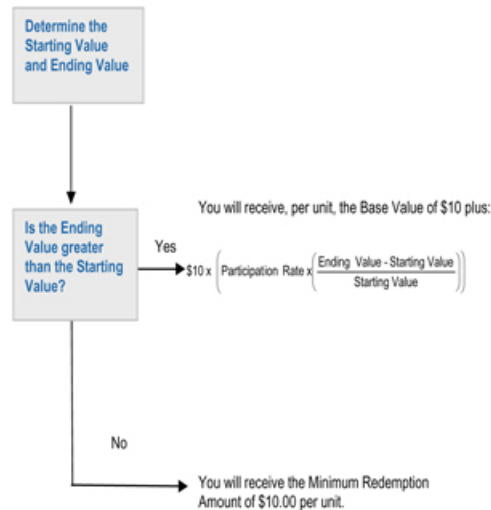 Determine the
Starting Value
and Ending Value
Is the Ending
Value greater
than the Starting
Value?
Yes
You will receive, per unit, the Base Value of $10 plus:
$10 x ( Participation Rate x ( Ending Value - Starting Value
Starting Value ) )
No
You will receive the Minimum Redemption
Amount of $10.00 per unit.